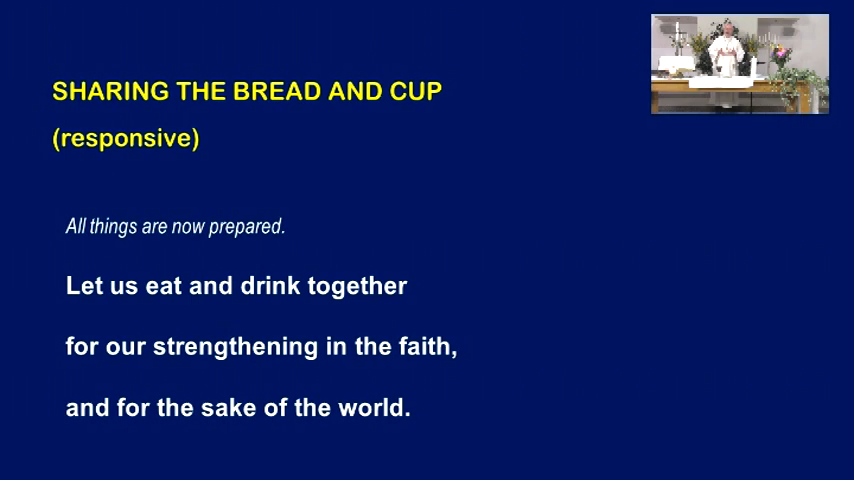 SHARING THE BREAD AND CUP
(responsive)
All things are now prepared.
Let us eat and drink together
for our strengthening in the faith,
and for the sake of the world.